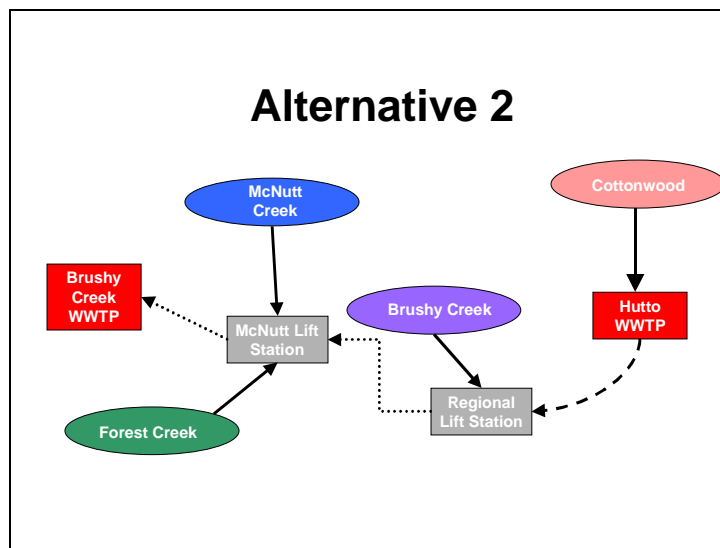 Alternative 2
McNutt
Creek
Cottonwood
Brushy
Creek
WWTP
McNutt Lift
Station
Brushy Creek
Hutto
WWTP
Forest Creek
Regional
Lift Station